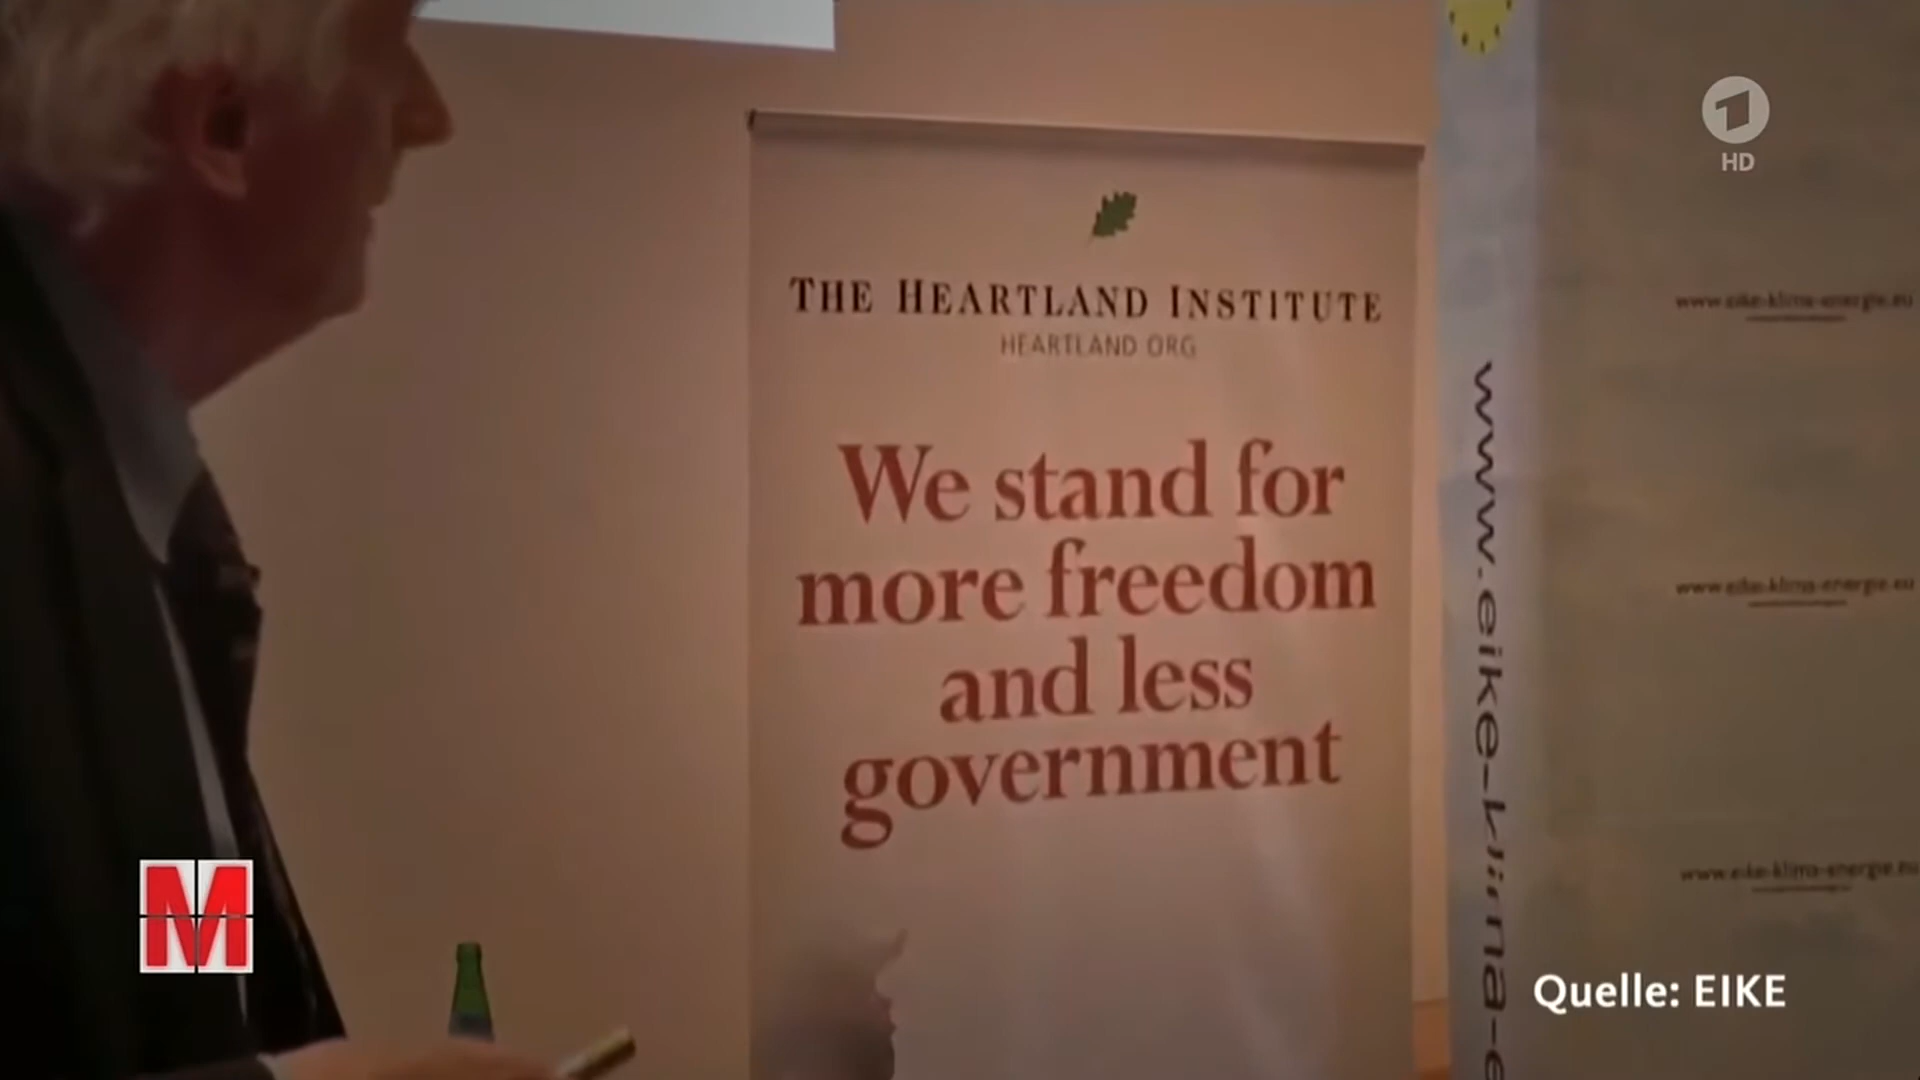 HD
THE HEARTLAND INSTITUTE
HEARTLAND.ORG
We stand for
more freedom
and less
government
www.eike-klima-e
www.eike-klima-energie.eu
www.eike-klima-energie.eu
www.eike-klima-energie.eu
M
Quelle: EIKE